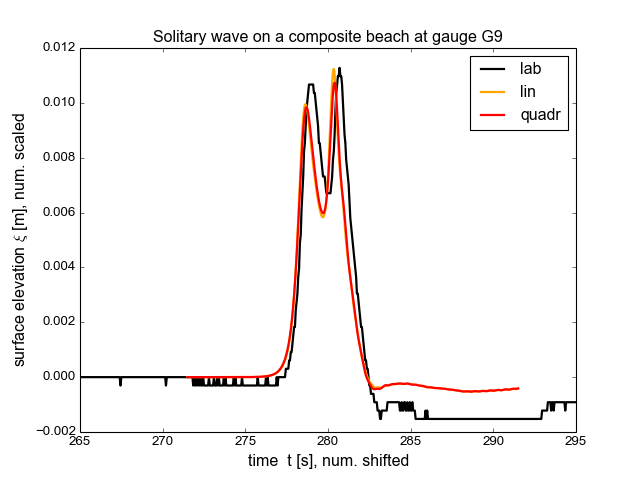 Solitary wave on a composite beach at gauge G9
0.012
0.010
0.008
0.006
0.004
0.002
0.000
−0.002
surface elevation ξ [m], num. scaled
lab
lin
quadr
265 270 275 280 285 290 295
time t [s], num. shifted